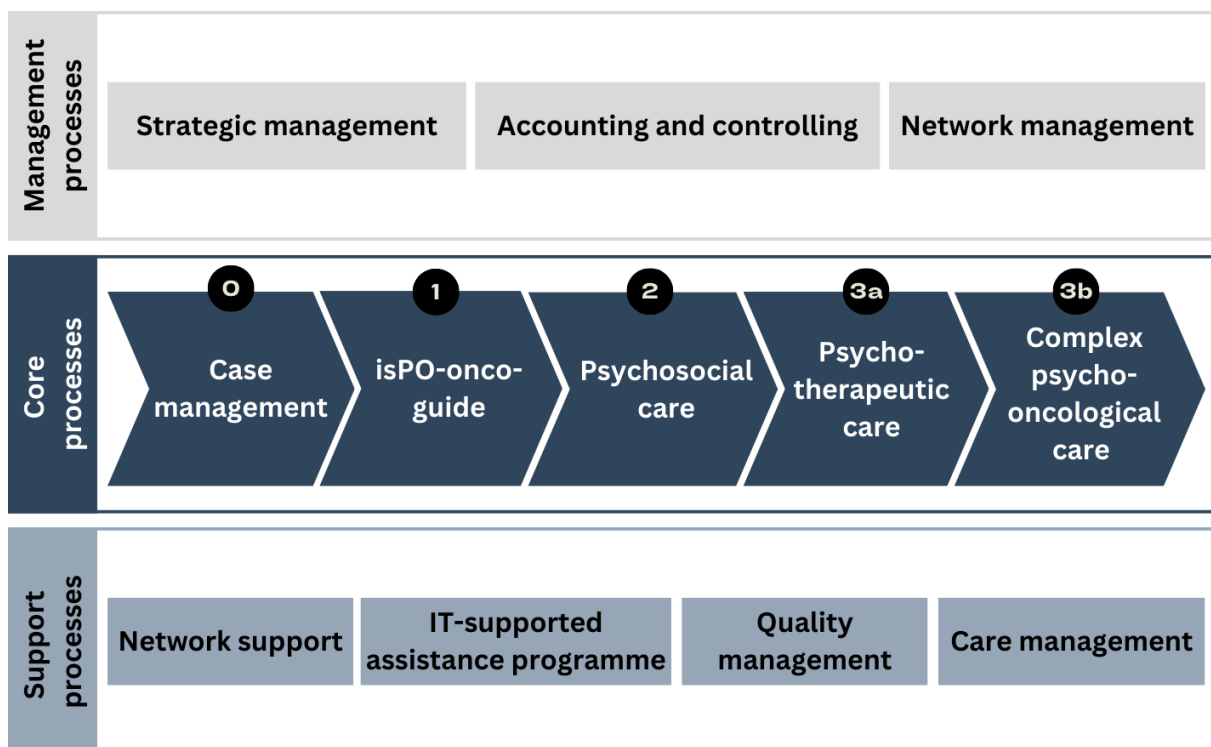 Management
processes
Strategic management
Accounting and controlling
Network management
Core
processes
0
Case
management
1
isPO-onco-
guide
2
Psychosocial
care
3a
Psycho-
therapeutic
care
3b
Complex
psycho-
oncological
care
Support
processes
Network support
IT-supported
assistance programme
Quality
management
Care management